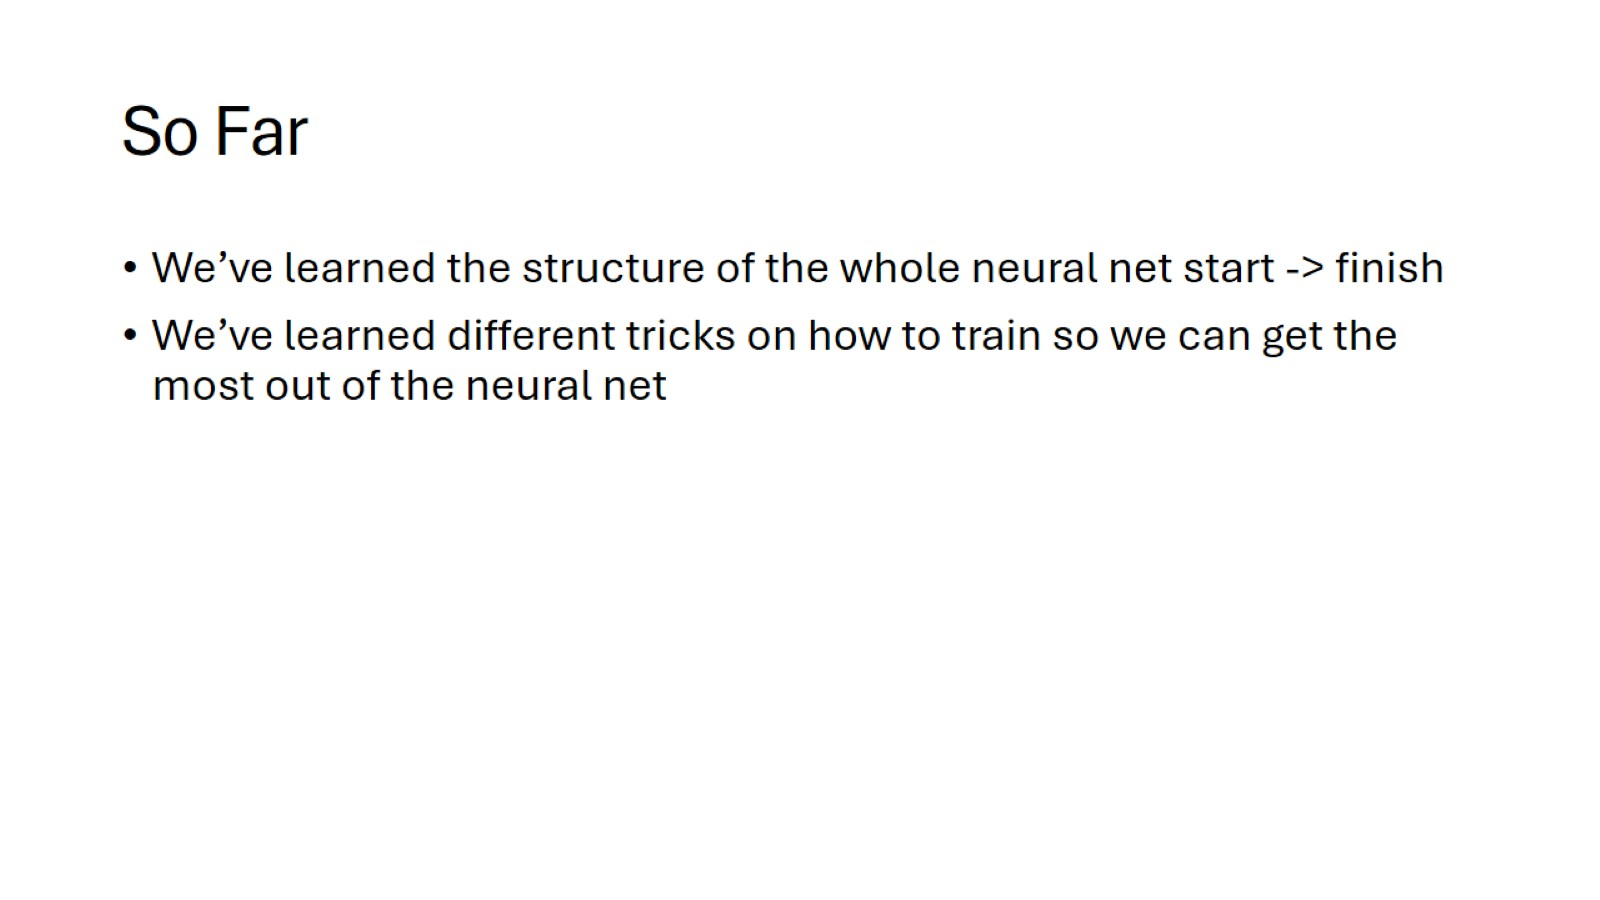 So Far
• We’ve learned the structure of the whole neural net start -> finish
• We’ve learned different tricks on how to train so we can get the
most out of the neural net